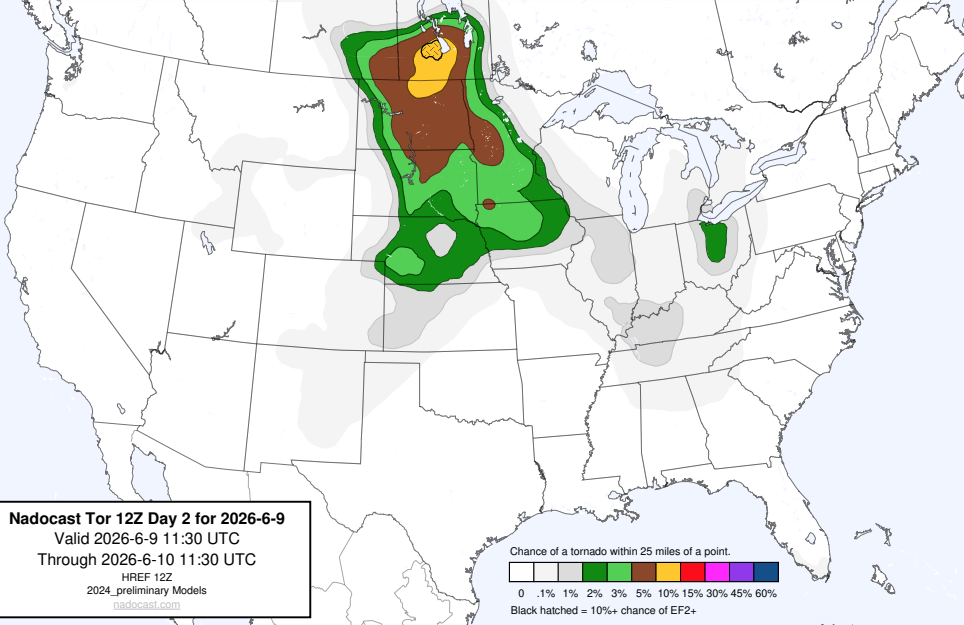 Nadocast Tor 12Z Day 2 for 2026-6-9
Valid 2026-6-9 11:30 UTC
Through 2026-6-10 11:30 UTC
HREF 12Z
2024_preliminary Models
nadocast.com
Chance of a tornado within 25 miles of a point.
0 .1% 1% 2% 3% 5% 10% 15% 30% 45% 60%
Black hatched = 10%+ chance of EF2+